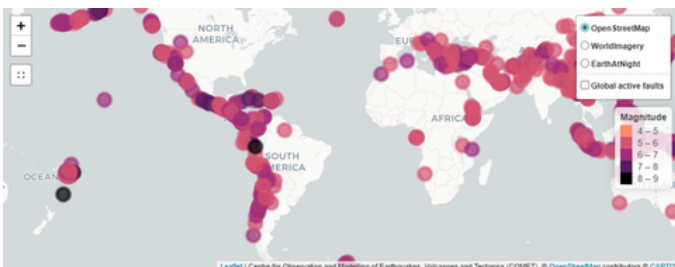 +
−
NORTH
AMERICA
EU
AFRICA
SOUTH
MERICA
OCEAN
OpenStreetMap
WorldImagery
EarthAtNight
Global active faults
Magnitude
4 – 5
5 – 6
6 – 7
7 – 8
8 – 9
Leaflet | Centre for Observation and Modelling of Earthquakes, Volcanoes and Tectonics (COMET), © OpenStreetMap contributors © CARTO